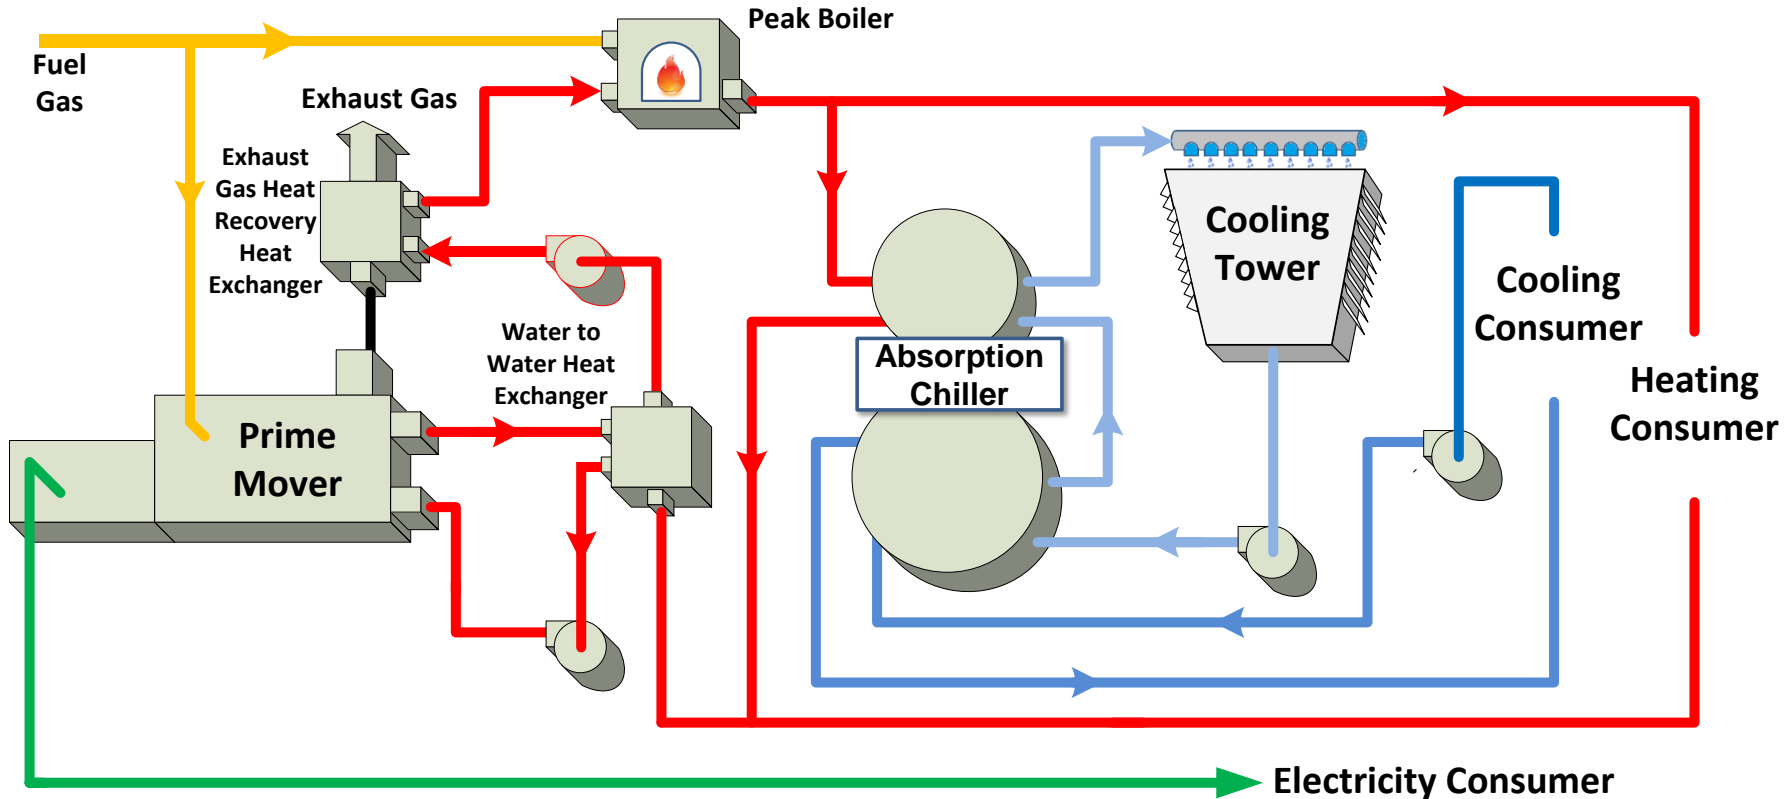 Peak Boiler
Fuel
Gas
Exhaust Gas
Exhaust
Gas Heat
Recovery
Heat
Exchanger
Cooling
Tower
Cooling
Consumer
Water to
Water Heat
Exchanger
Absorption
Chiller
Heating
Consumer
Prime
Mover
Electricity Consumer